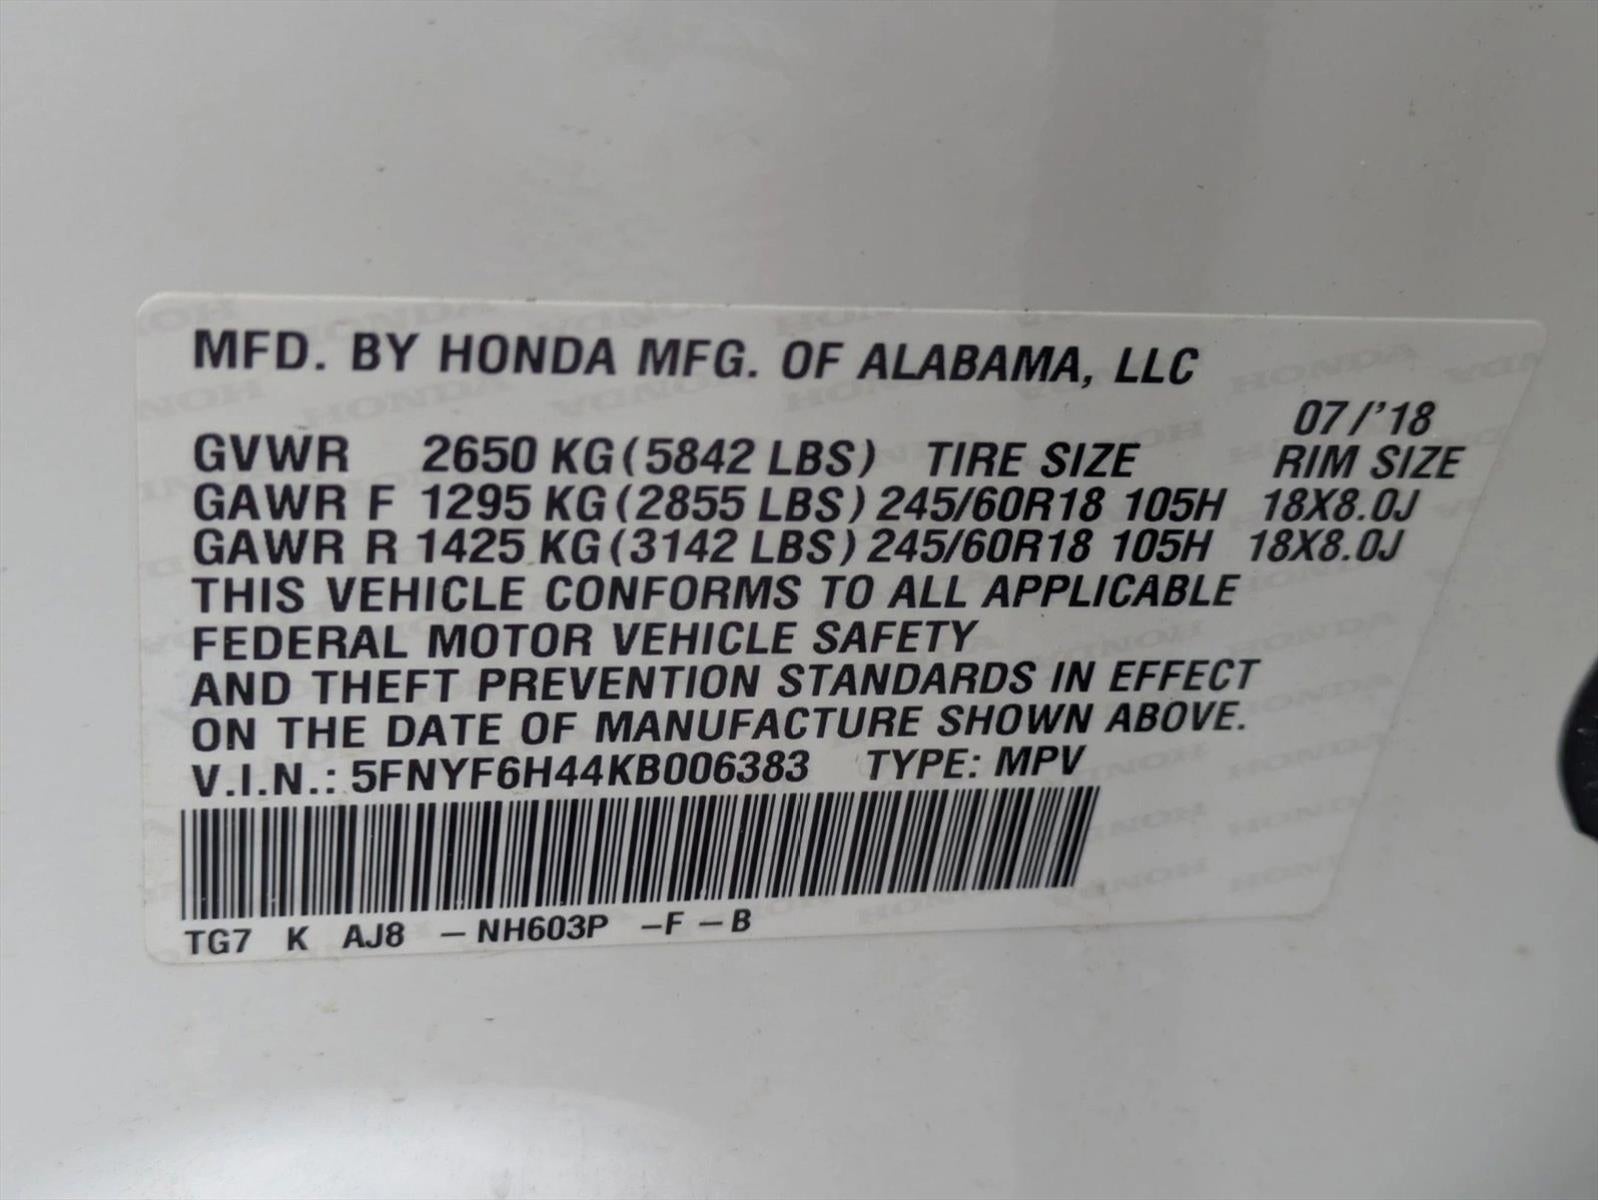 MFD. BY HONDA MFG. OF ALABAMA, LLC
07/'18
GVWR 2650 KG (5842 LBS) TIRE SIZE RIM SIZE
GAWR F 1295 KG (2855 LBS) 245/60R18 105H 18X8.0J
GAWR R 1425 KG (3142 LBS) 245/60R18 105H 18X8.0J
THIS VEHICLE CONFORMS TO ALL APPLICABLE
FEDERAL MOTOR VEHICLE SAFETY
AND THEFT PREVENTION STANDARDS IN EFFECT
ON THE DATE OF MANUFACTURE SHOWN ABOVE.
V.I.N.: 5FNYF6H44KB006383 TYPE: MPV
TG7 K AJ8 -NH603P -F-B